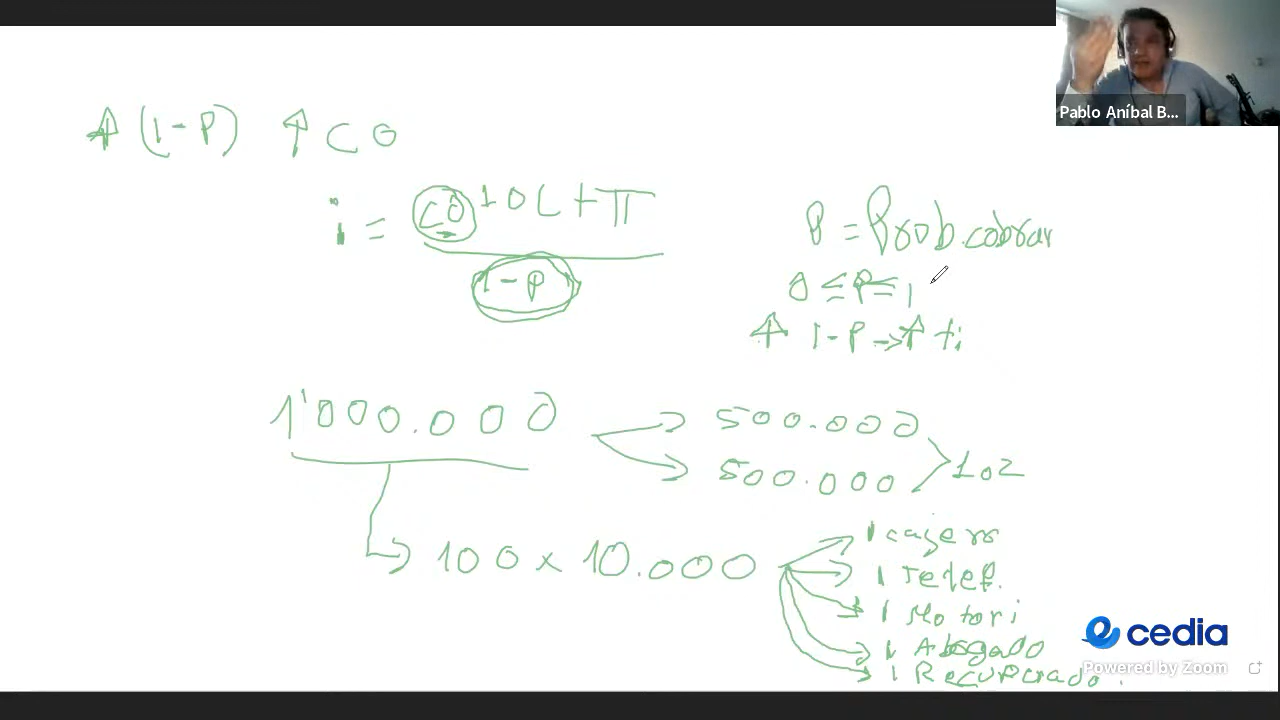 ↑ (1-P) ↑ CO
i = CO + OL + π
1-P
P = Prob. cobrar
0 ≤ P ≤ 1
↑ 1-P → ↑ ti
1'000.000
500.000
500.000
1 o 2
100 x 10.000
1 cajero
1 Telef.
1 Motori
1 Abogado
1 Recuperado.
Pablo Aníbal B...
cedia
Powered by Zoom